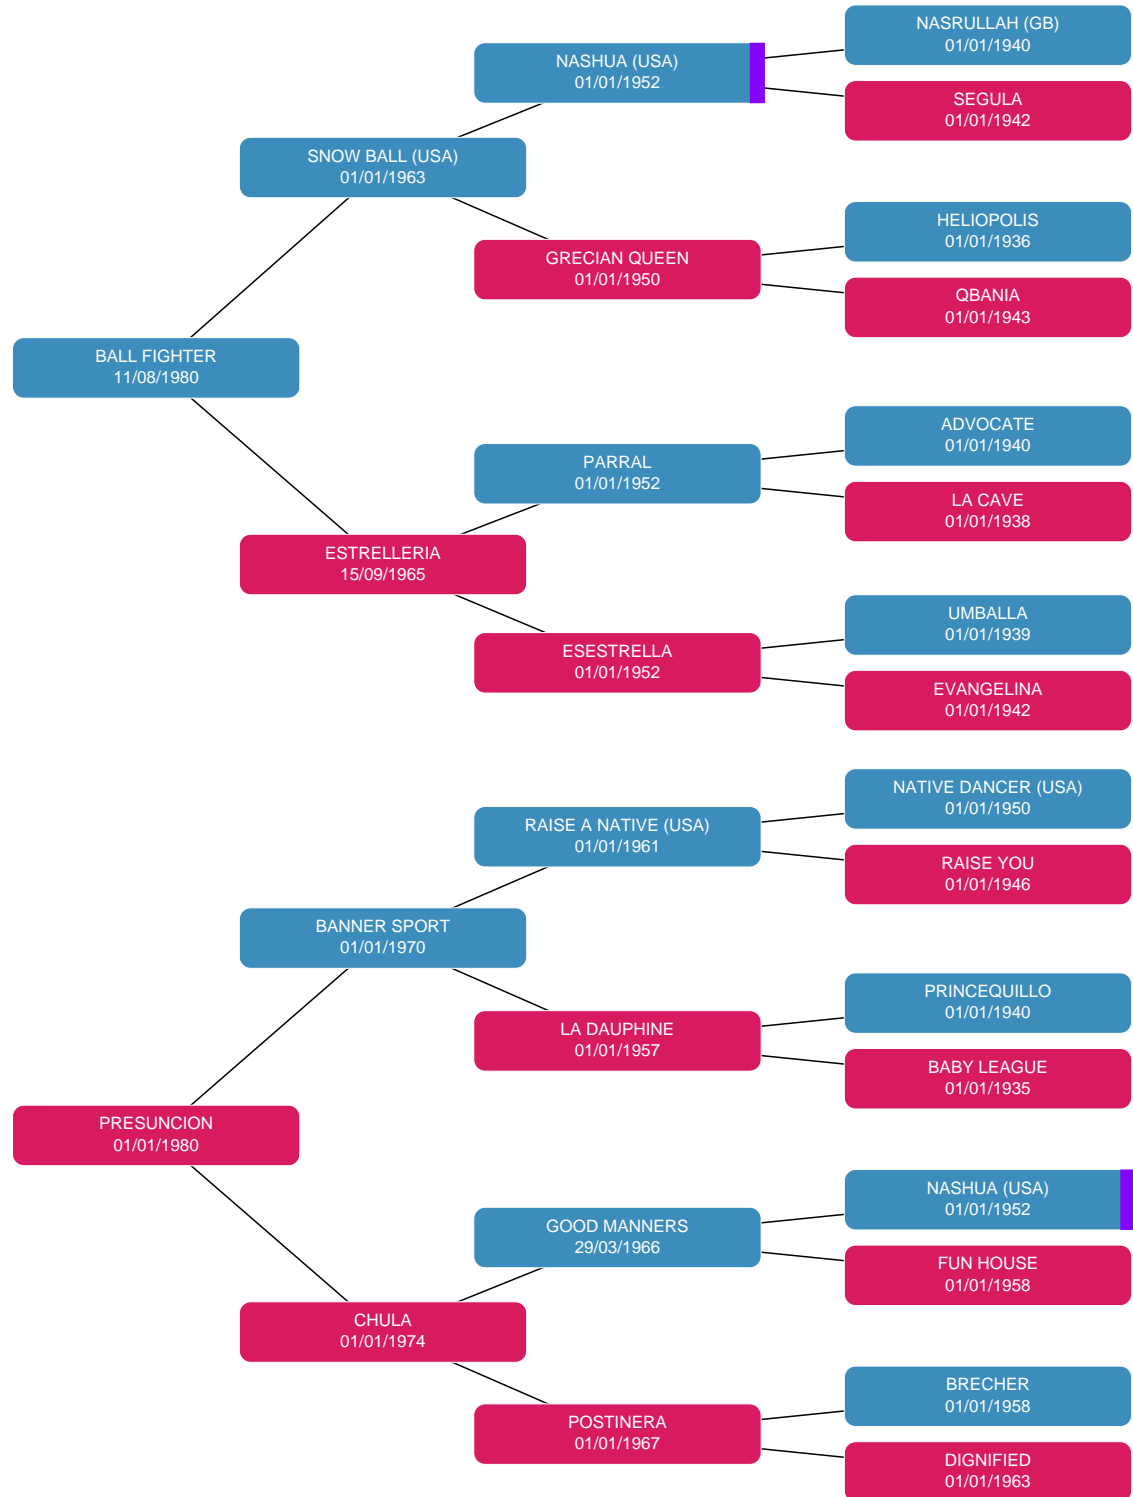 NASRULLAH (GB)
01/01/1940
NASHUA (USA)
01/01/1952
SEGULA
01/01/1942
SNOW BALL (USA)
01/01/1963
HELIOPOLIS
01/01/1936
GRECIAN QUEEN
01/01/1950
QBANIA
01/01/1943
BALL FIGHTER
11/08/1980
ADVOCATE
01/01/1940
PARRAL
01/01/1952
LA CAVE
01/01/1938
ESTRELLERIA
15/09/1965
UMBALLA
01/01/1939
ESESTRELLA
01/01/1952
EVANGELINA
01/01/1942
NATIVE DANCER (USA)
01/01/1950
RAISE A NATIVE (USA)
01/01/1961
RAISE YOU
01/01/1946
BANNER SPORT
01/01/1970
PRINCEQUILLO
01/01/1940
LA DAUPHINE
01/01/1957
BABY LEAGUE
01/01/1935
PRESUNCION
01/01/1980
NASHUA (USA)
01/01/1952
GOOD MANNERS
29/03/1966
FUN HOUSE
01/01/1958
CHULA
01/01/1974
BRECHER
01/01/1958
POSTINERA
01/01/1967
DIGNIFIED
01/01/1963